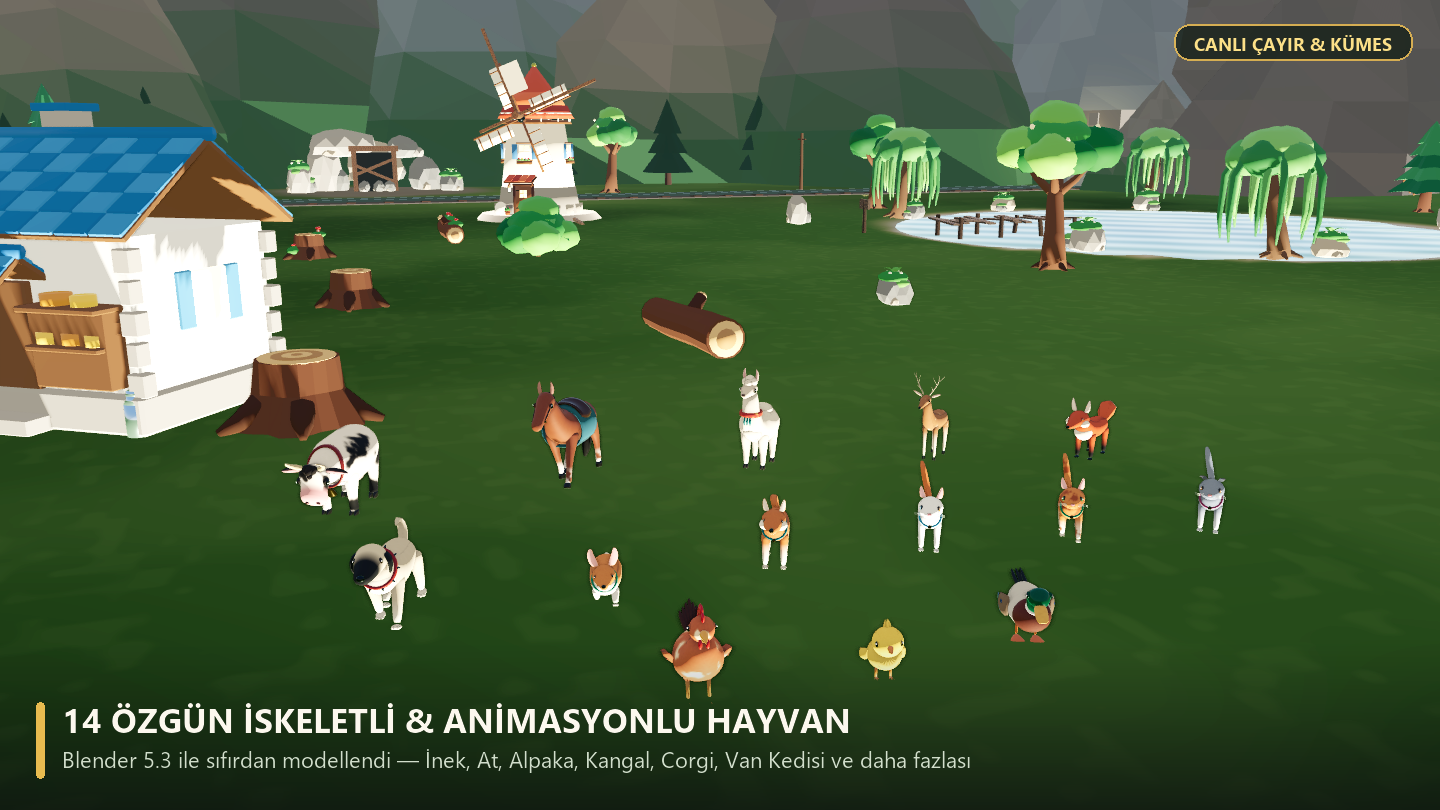 CANLI ÇAYIR & KÜMES
14 ÖZGÜN İSKELETLİ & ANİMASYONLU HAYVAN
Blender 5.3 ile sıfırdan modellendi — İnek, At, Alpaka, Kangal, Corgi, Van Kedisi ve daha fazlası